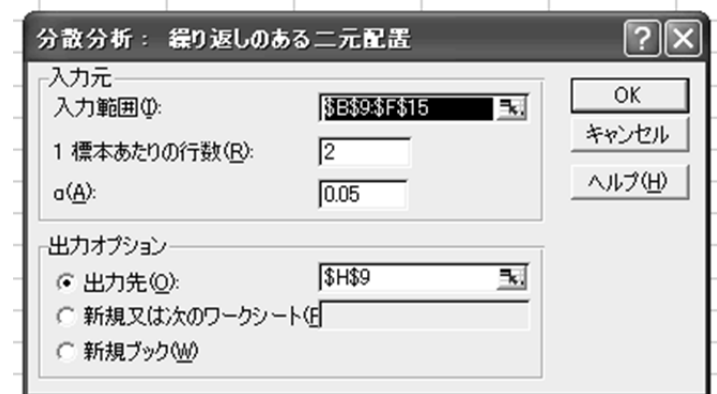 分散分析： 繰り返しのある二元配置
入力元
入力範囲(I): $B$9:$F$15
OK
1 標本あたりの行数(R): 2
キャンセル
α(A): 0.05
ヘルプ(H)
出力オプション
出力先(O): $H$9
新規又は次のワークシート(P
新規ブック(W)